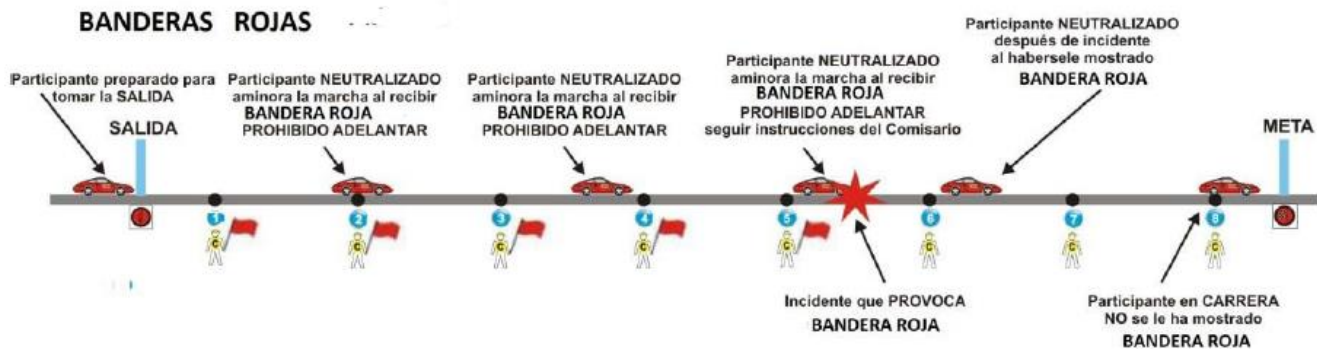 BANDERAS ROJAS
Participante preparado para
tomar la SALIDA
SALIDA
Participante NEUTRALIZADO
aminora la marcha al recibir
BANDERA ROJA
PROHIBIDO ADELANTAR
Participante NEUTRALIZADO
aminora la marcha al recibir
BANDERA ROJA
PROHIBIDO ADELANTAR
Participante NEUTRALIZADO
aminora la marcha al recibir
BANDERA ROJA
PROHIBIDO ADELANTAR
seguir instrucciones del Comisario
Participante NEUTRALIZADO
después de incidente
al habersele mostrado
BANDERA ROJA
META
1 2 3 4 5 6 7 8
C C C C C C C C
Incidente que PROVOCA
BANDERA ROJA
Participante en CARRERA
NO se le ha mostrado
BANDERA ROJA